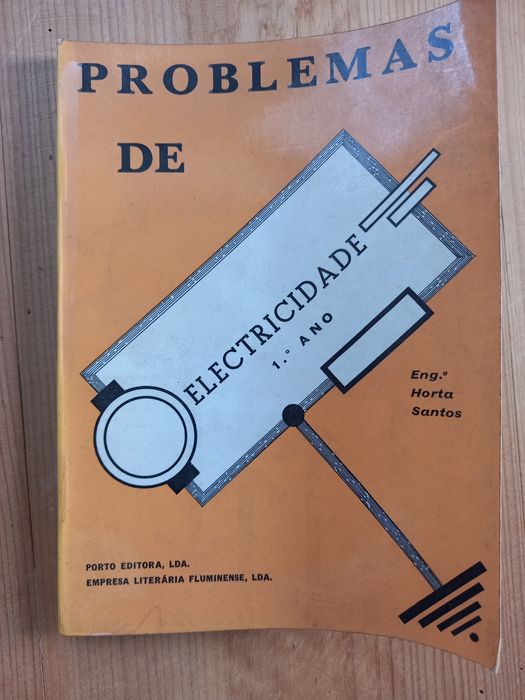 PROBLEMAS
DE
ELECTRICIDADE
1.º ANO
Eng.º
Horta
Santos
PORTO EDITORA, LDA.
EMPRESA LITERÁRIA FLUMINENSE, LDA.